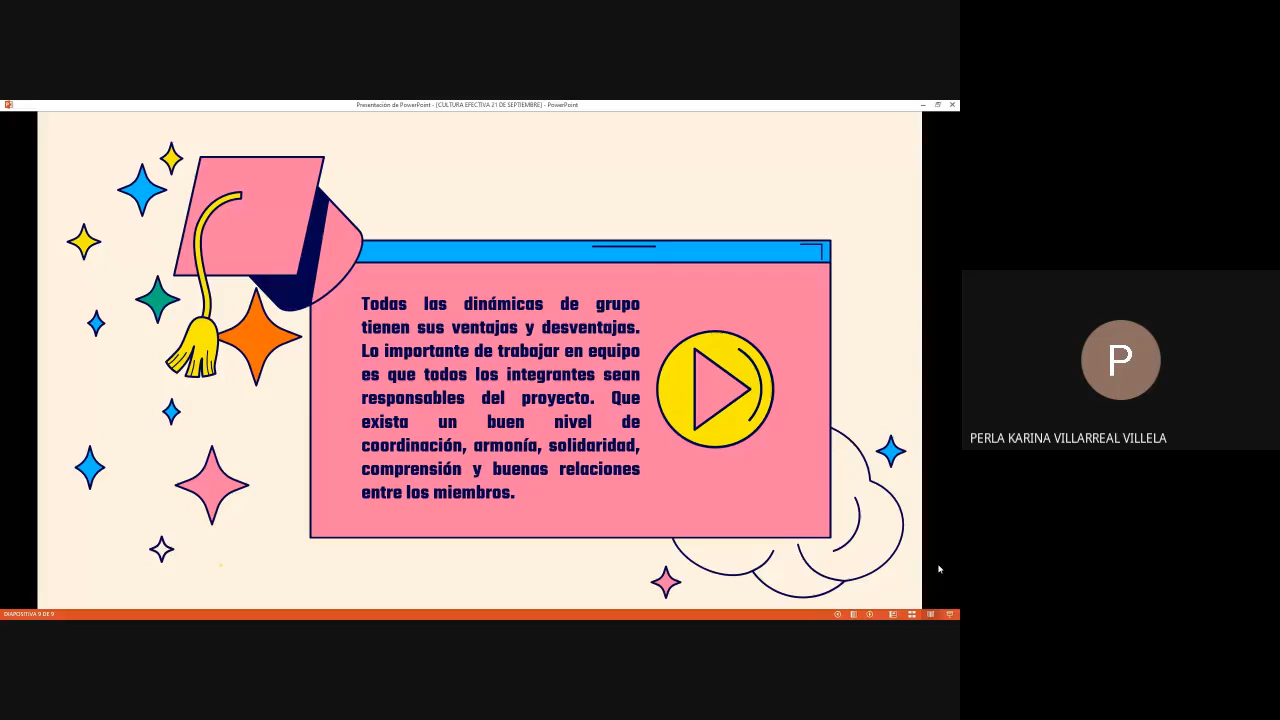 Presentación de PowerPoint - [CULTURA EFECTIVA 21 DE SEPTIEMBRE] - PowerPoint
Todas las dinámicas de grupo
tienen sus ventajas y desventajas.
Lo importante de trabajar en equipo
es que todos los integrantes sean
responsables del proyecto. Que
exista un buen nivel de
coordinación, armonía, solidaridad,
comprensión y buenas relaciones
entre los miembros.
P
PERLA KARINA VILLARREAL VILLELA
DIAPOSITIVA 9 DE 9